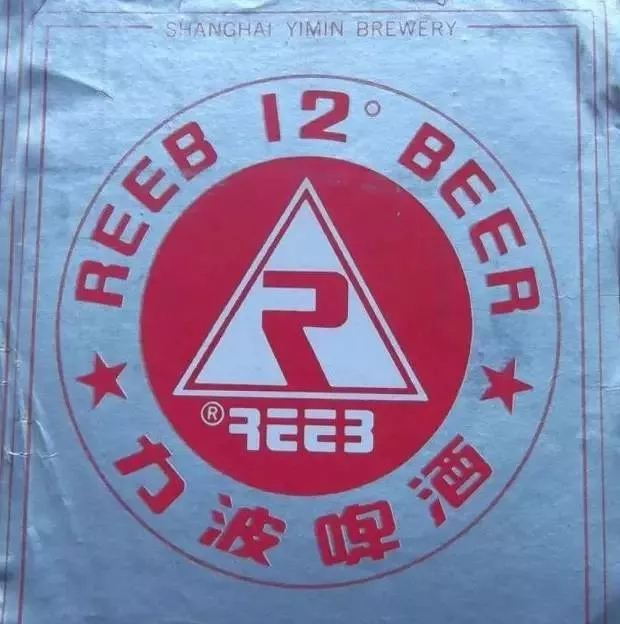 SHANGHAI YIMIN BREWERY
REEB 12° BEER
R
® REEB
力波啤酒